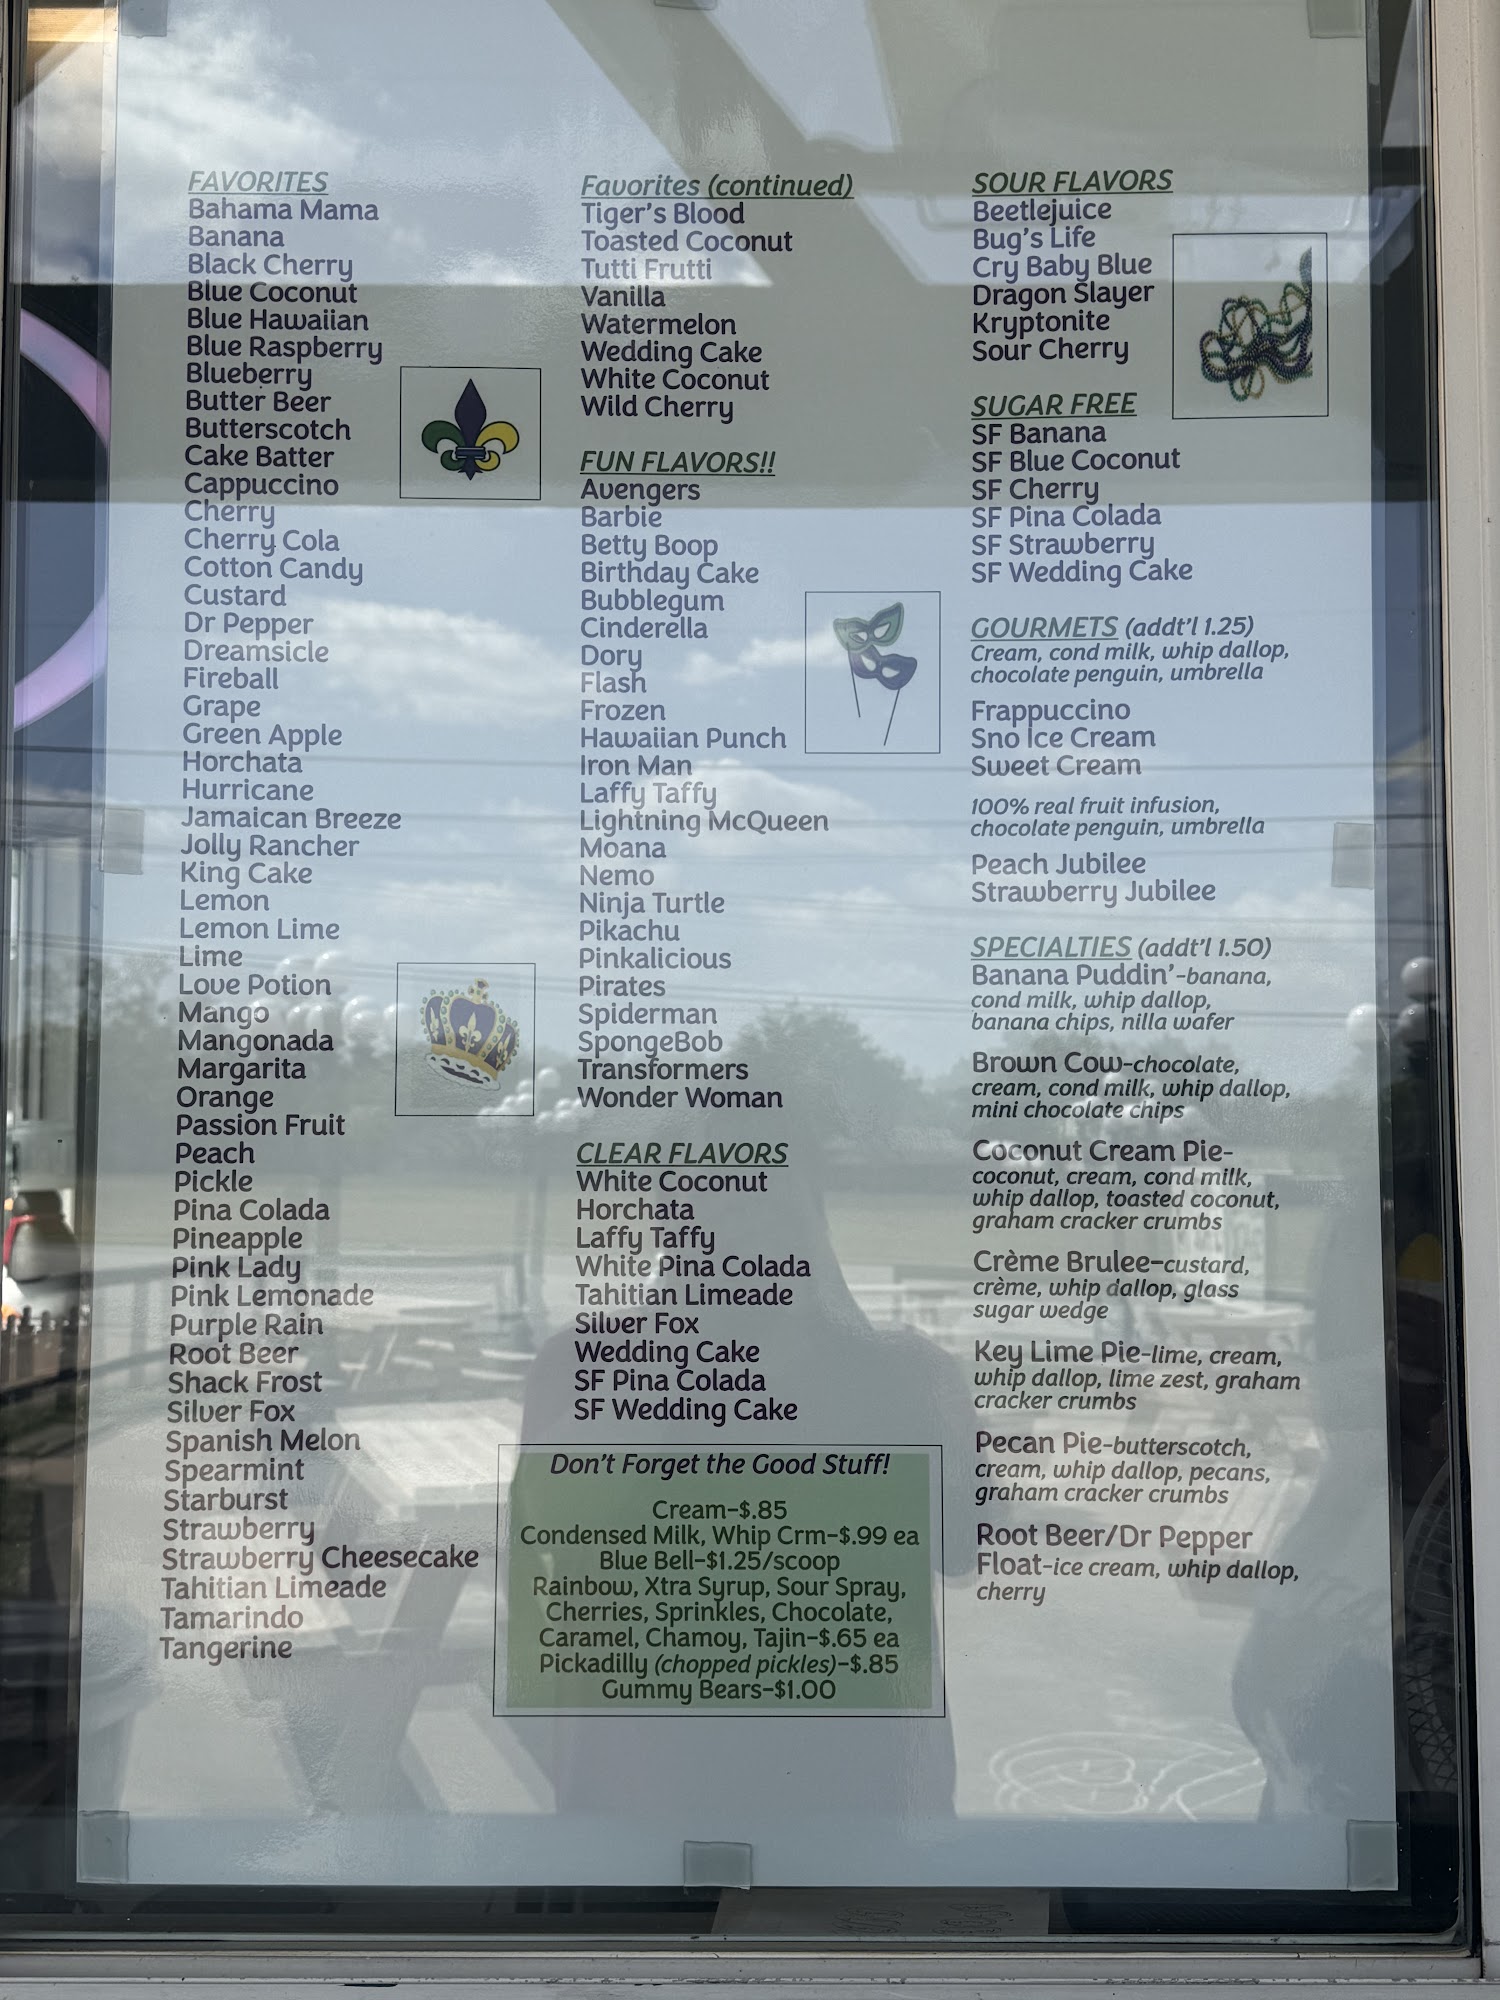 FAVORITES
Bahama Mama
Banana
Black Cherry
Blue Coconut
Blue Hawaiian
Blue Raspberry
Blueberry
Butter Beer
Butterscotch
Cake Batter
Cappuccino
Cherry
Cherry Cola
Cotton Candy
Custard
Dr Pepper
Dreamsicle
Fireball
Grape
Green Apple
Horchata
Hurricane
Jamaican Breeze
Jolly Rancher
King Cake
Lemon
Lemon Lime
Lime
Love Potion
Mango
Mangonada
Margarita
Orange
Passion Fruit
Peach
Pickle
Pina Colada
Pineapple
Pink Lady
Pink Lemonade
Purple Rain
Root Beer
Shack Frost
Silver Fox
Spanish Melon
Spearmint
Starburst
Strawberry
Strawberry Cheesecake
Tahitian Limeade
Tamarindo
Tangerine
Favorites (continued)
Tiger's Blood
Toasted Coconut
Tutti Frutti
Vanilla
Watermelon
Wedding Cake
White Coconut
Wild Cherry
FUN FLAVORS!!
Avengers
Barbie
Betty Boop
Birthday Cake
Bubblegum
Cinderella
Dory
Flash
Frozen
Hawaiian Punch
Iron Man
Laffy Taffy
Lightning McQueen
Moana
Nemo
Ninja Turtle
Pikachu
Pinkalicious
Pirates
Spiderman
SpongeBob
Transformers
Wonder Woman
CLEAR FLAVORS
White Coconut
Horchata
Laffy Taffy
White Pina Colada
Tahitian Limeade
Silver Fox
Wedding Cake
SF Pina Colada
SF Wedding Cake
Don't Forget the Good Stuff!
Cream-$.85
Condensed Milk, Whip Crm-$.99 ea
Blue Bell-$1.25/scoop
Rainbow, Xtra Syrup, Sour Spray,
Cherries, Sprinkles, Chocolate,
Caramel, Chamoy, Tajin-$.65 ea
Pickadilly (chopped pickles)-$.85
Gummy Bears-$1.00
SOUR FLAVORS
Beetlejuice
Bug's Life
Cry Baby Blue
Dragon Slayer
Kryptonite
Sour Cherry
SUGAR FREE
SF Banana
SF Blue Coconut
SF Cherry
SF Pina Colada
SF Strawberry
SF Wedding Cake
GOURMETS (addt'l 1.25)
Cream, cond milk, whip dallop,
chocolate penguin, umbrella
Frappuccino
Sno Ice Cream
Sweet Cream
100% real fruit infusion,
chocolate penguin, umbrella
Peach Jubilee
Strawberry Jubilee
SPECIALTIES (addt'l 1.50)
Banana Puddin'-banana,
cond milk, whip dallop,
banana chips, nilla wafer
Brown Cow-chocolate,
cream, cond milk, whip dallop,
mini chocolate chips
Coconut Cream Pie-
coconut, cream, cond milk,
whip dallop, toasted coconut,
graham cracker crumbs
Crème Brulee-custard,
crème, whip dallop, glass
sugar wedge
Key Lime Pie-lime, cream,
whip dallop, lime zest, graham
cracker crumbs
Pecan Pie-butterscotch,
cream, whip dallop, pecans,
graham cracker crumbs
Root Beer/Dr Pepper
Float-ice cream, whip dallop,
cherry